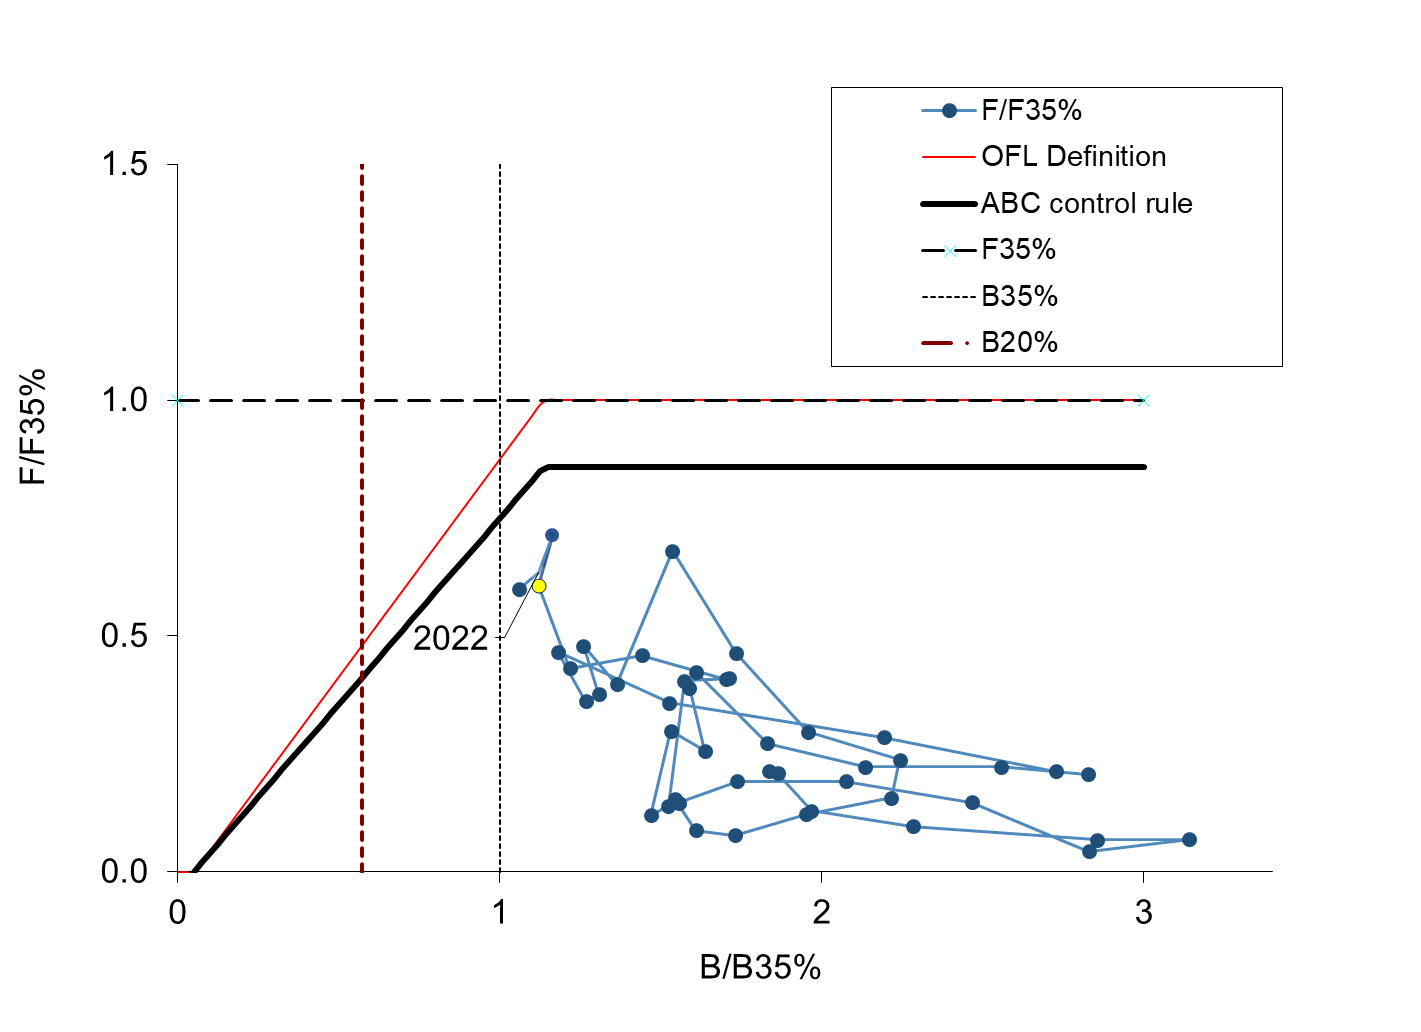 F/F35%
OFL Definition
ABC control rule
F35%
B35%
B20%
1.5
1.0
0.5
0.0
F/F35%
2022
0
1
2
3
B/B35%